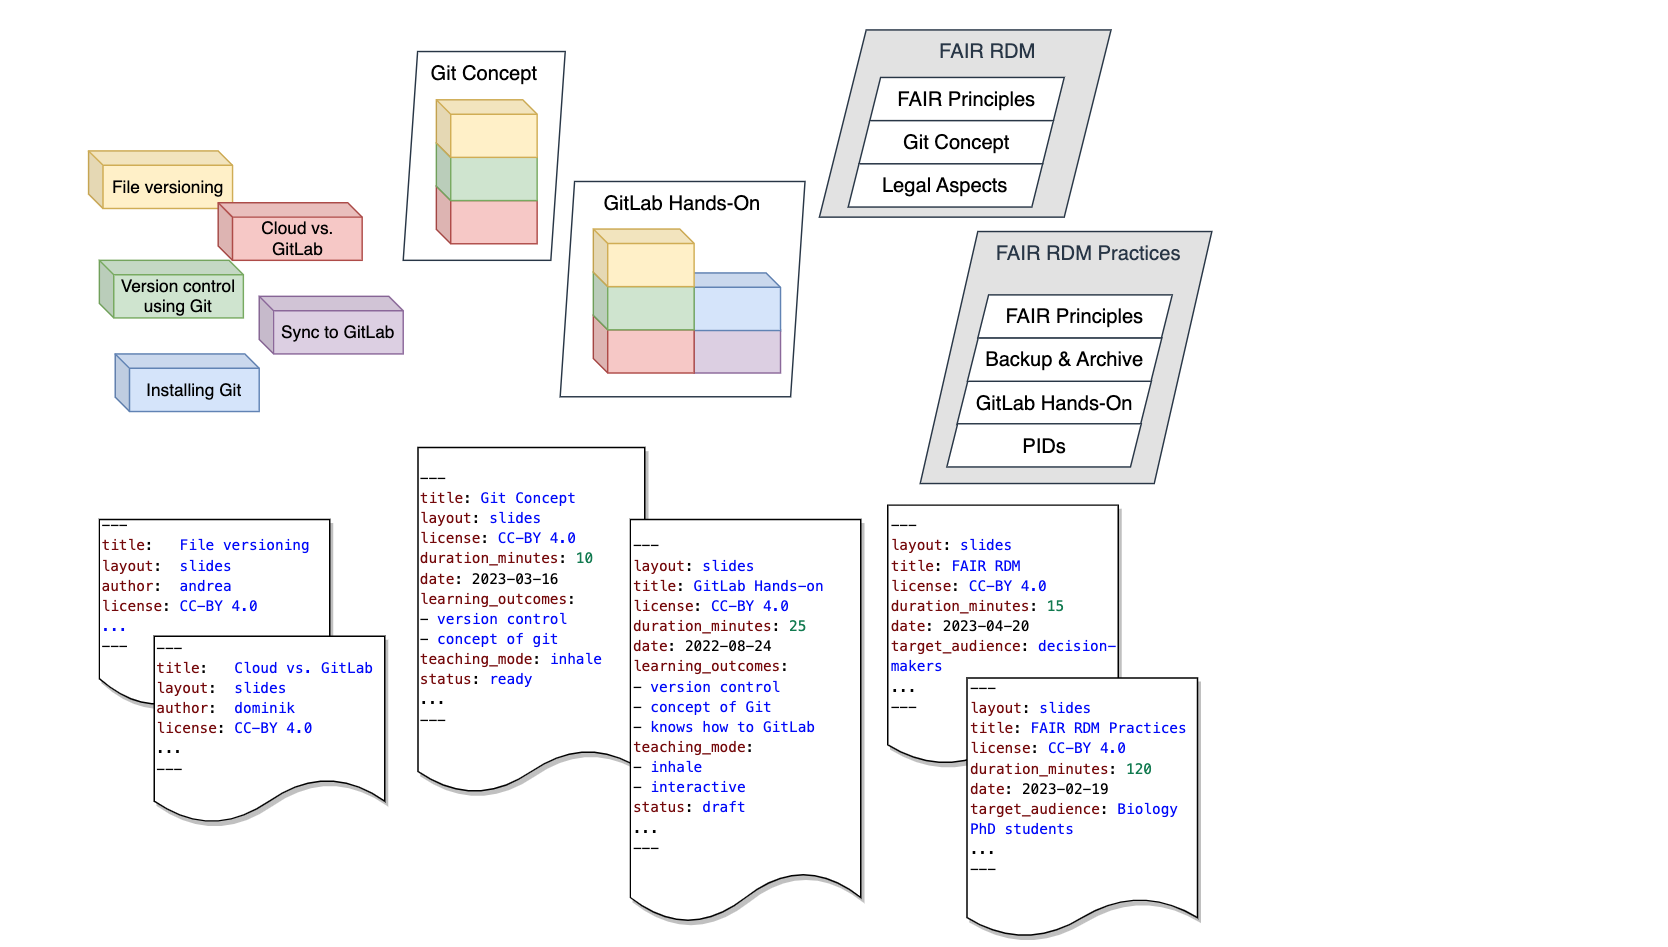 File versioning
Cloud vs.
GitLab
Version control
using Git
Sync to GitLab
Installing Git
Git Concept
GitLab Hands-On
FAIR RDM
FAIR Principles
Git Concept
Legal Aspects
FAIR RDM Practices
FAIR Principles
Backup & Archive
GitLab Hands-On
PIDs
---
title: File versioning
layout: slides
author: andrea
license: CC-BY 4.0
...
---
---
title: Cloud vs. GitLab
layout: slides
author: dominik
license: CC-BY 4.0
...
---
---
title: Git Concept
layout: slides
license: CC-BY 4.0
duration_minutes: 10
date: 2023-03-16
learning_outcomes:
- version control
- concept of git
teaching_mode: inhale
status: ready
...
---
---
layout: slides
title: GitLab Hands-on
license: CC-BY 4.0
duration_minutes: 25
date: 2022-08-24
learning_outcomes:
- version control
- concept of Git
- knows how to GitLab
teaching_mode:
- inhale
- interactive
status: draft
...
---
---
layout: slides
title: FAIR RDM
license: CC-BY 4.0
duration_minutes: 15
date: 2023-04-20
target_audience: decision-
makers
...
---
---
layout: slides
title: FAIR RDM Practices
license: CC-BY 4.0
duration_minutes: 120
date: 2023-02-19
target_audience: Biology
PhD students
...
---